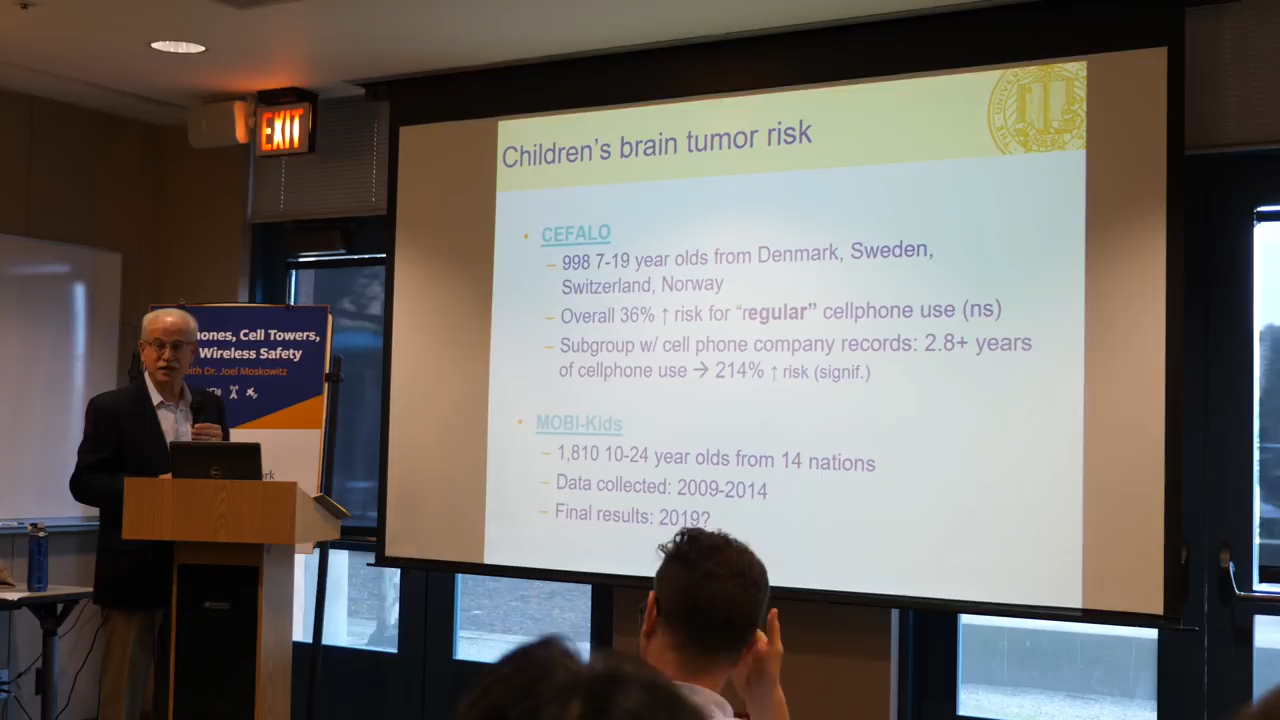 EXIT
Children's brain tumor risk
• CEFALO
– 998 7-19 year olds from Denmark, Sweden,
Switzerland, Norway
– Overall 36% ↑ risk for "regular" cellphone use (ns)
– Subgroup w/ cell phone company records: 2.8+ years
of cellphone use → 214% ↑ risk (signif.)
• MOBI-Kids
– 1,810 10-24 year olds from 14 nations
– Data collected: 2009-2014
– Final results: 2019?
ones, Cell Towers,
Wireless Safety
with Dr. Joel Moskowitz